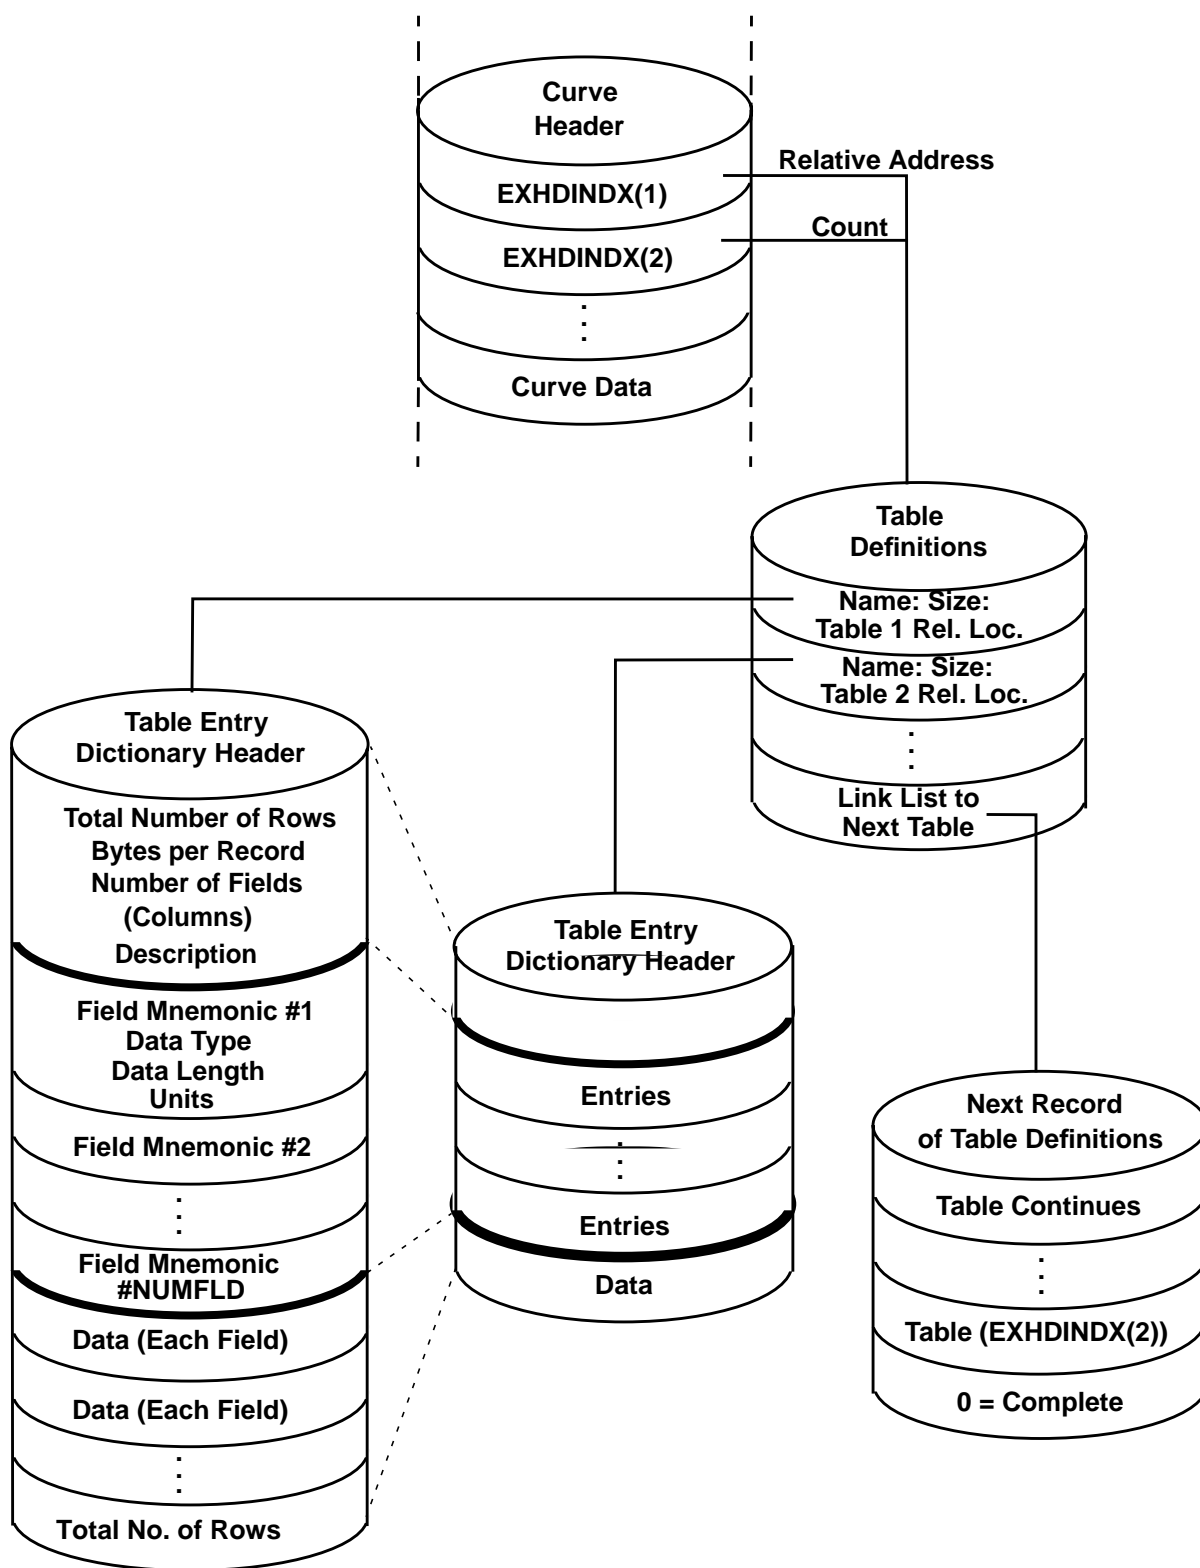 Curve
Header
Relative Address
EXHDINDX(1)
Count
EXHDINDX(2)
Curve Data
Table
Definitions
Name: Size:
Table 1 Rel. Loc.
Name: Size:
Table 2 Rel. Loc.
Link List to
Next Table
Table Entry
Dictionary Header
Total Number of Rows
Bytes per Record
Number of Fields
(Columns)
Description
Field Mnemonic #1
Data Type
Data Length
Units
Field Mnemonic #2
Field Mnemonic
#NUMFLD
Data (Each Field)
Data (Each Field)
Total No. of Rows
Table Entry
Dictionary Header
Entries
Entries
Data
Next Record
of Table Definitions
Table Continues
Table (EXHDINDX(2))
0 = Complete